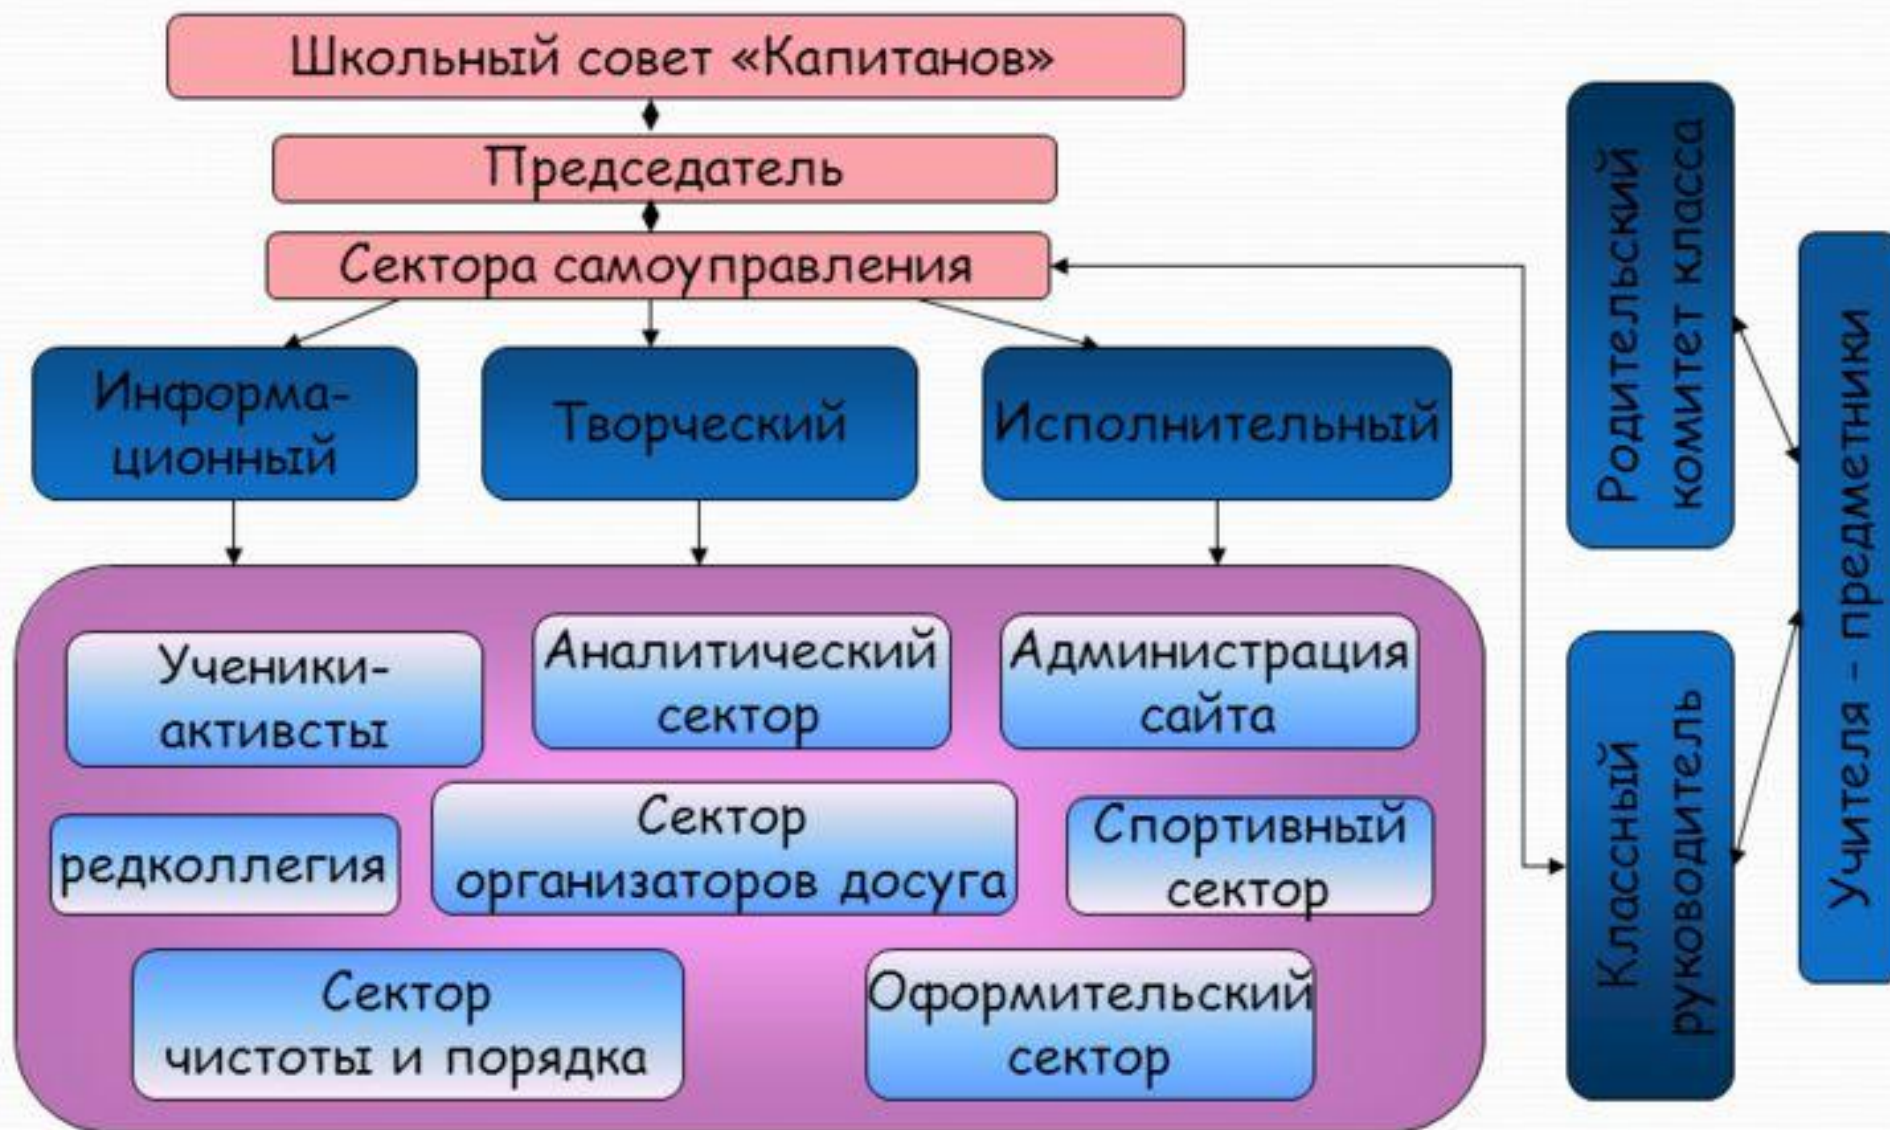 Школьный совет «Капитанов»
Председатель
Сектора самоуправления
Информа-
ционный
Творческий
Исполнительный
Ученики-
активсты
Аналитический
сектор
Администрация
сайта
редколлегия
Сектор
организаторов досуга
Спортивный
сектор
Сектор
чистоты и порядка
Оформительский
сектор
Родительский
комитет класса
Классный
руководитель
Учителя - предметники